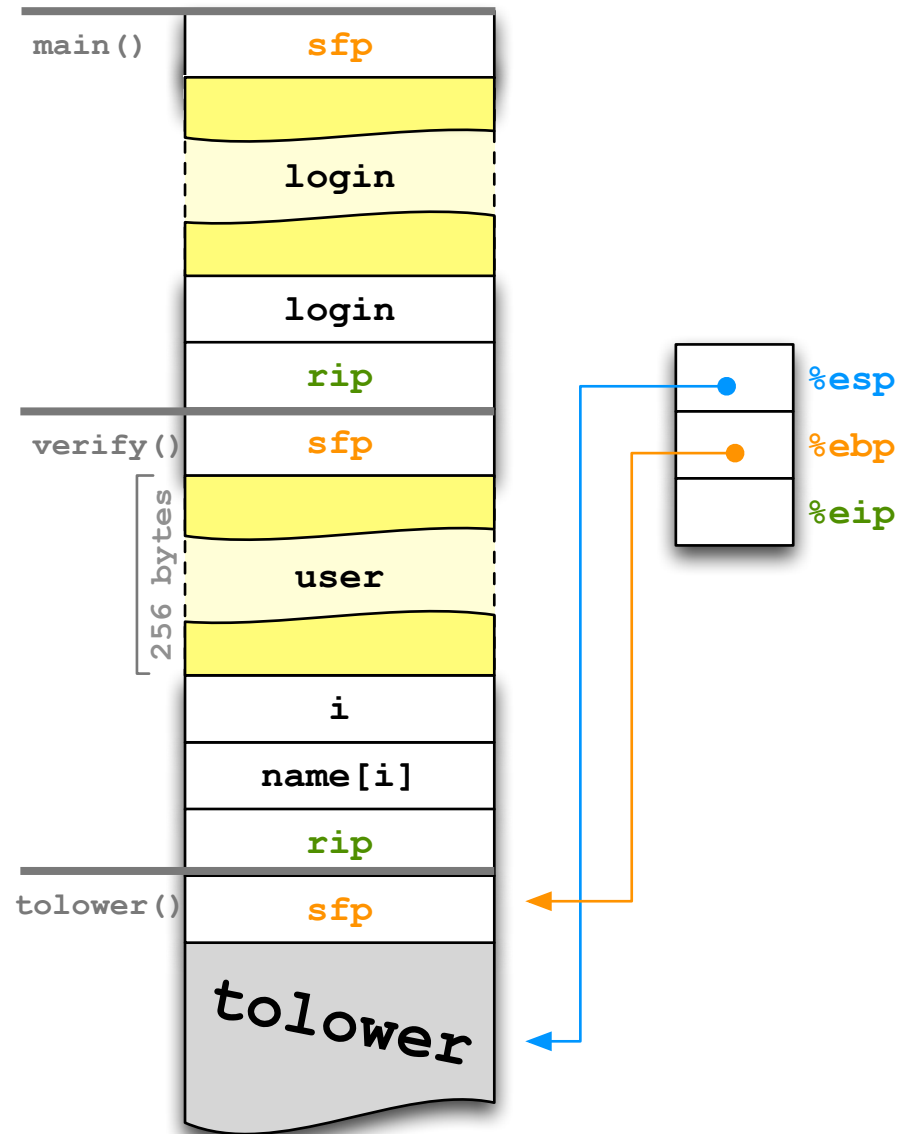 main()
sfp
login
login
rip
%esp
verify()
sfp
%ebp
%eip
256 bytes
user
i
name[i]
rip
tolower()
sfp
tolower